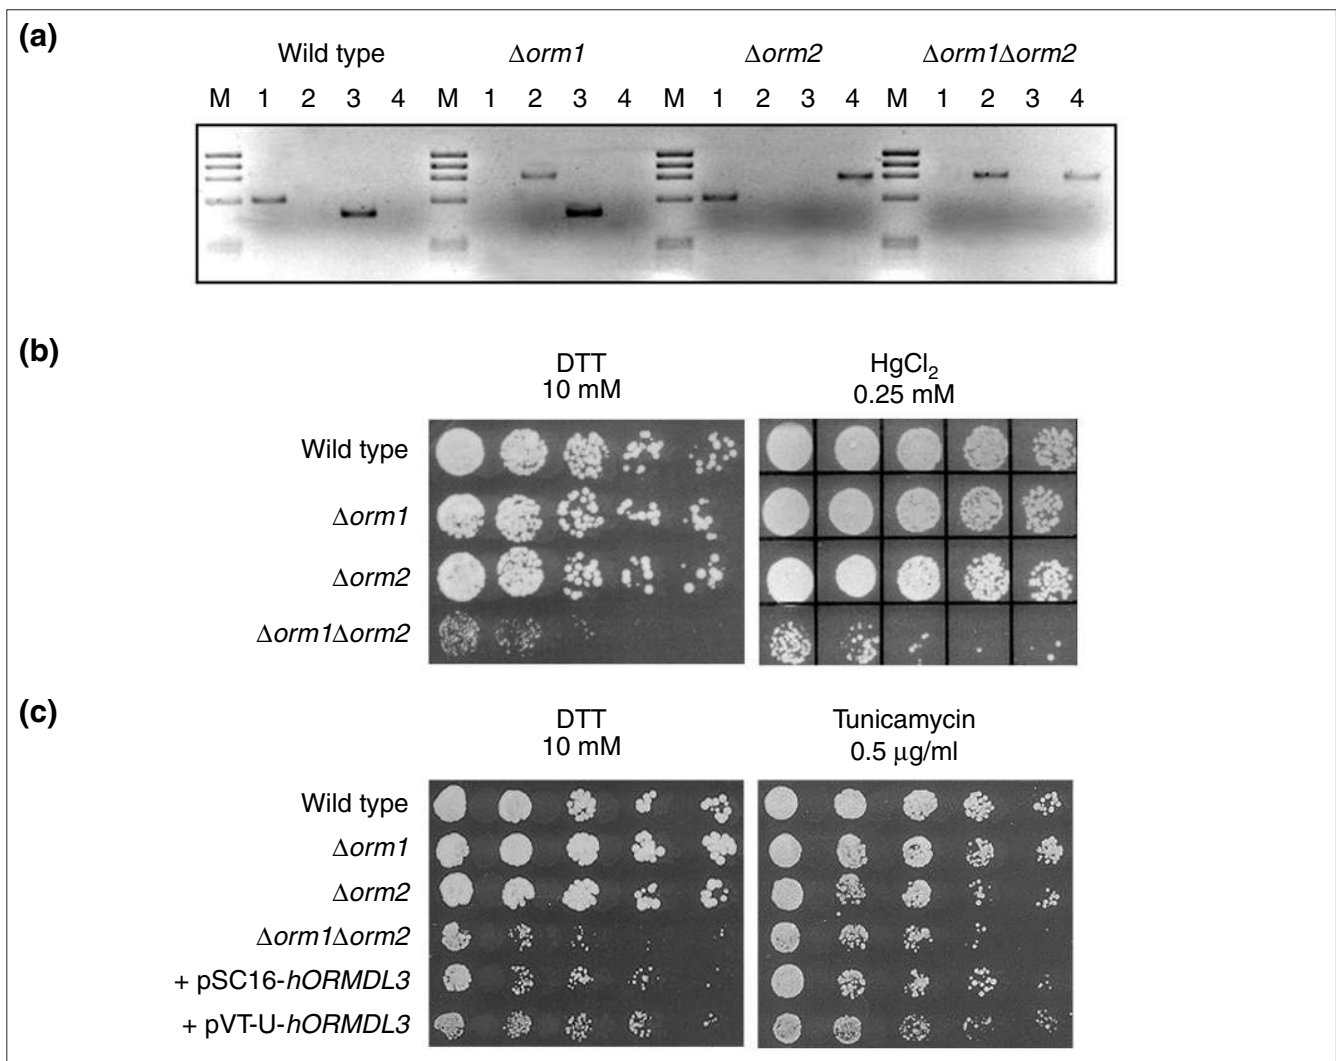 (a)
Wild type Δorm1 Δorm2 Δorm1Δorm2
M 1 2 3 4 M 1 2 3 4 M 1 2 3 4 M 1 2 3 4
(b)
DTT
10 mM
HgCl₂
0.25 mM
Wild type
Δorm1
Δorm2
Δorm1Δorm2
(c)
DTT
10 mM
Tunicamycin
0.5 μg/ml
Wild type
Δorm1
Δorm2
Δorm1Δorm2
+ pSC16-hORMDL3
+ pVT-U-hORMDL3